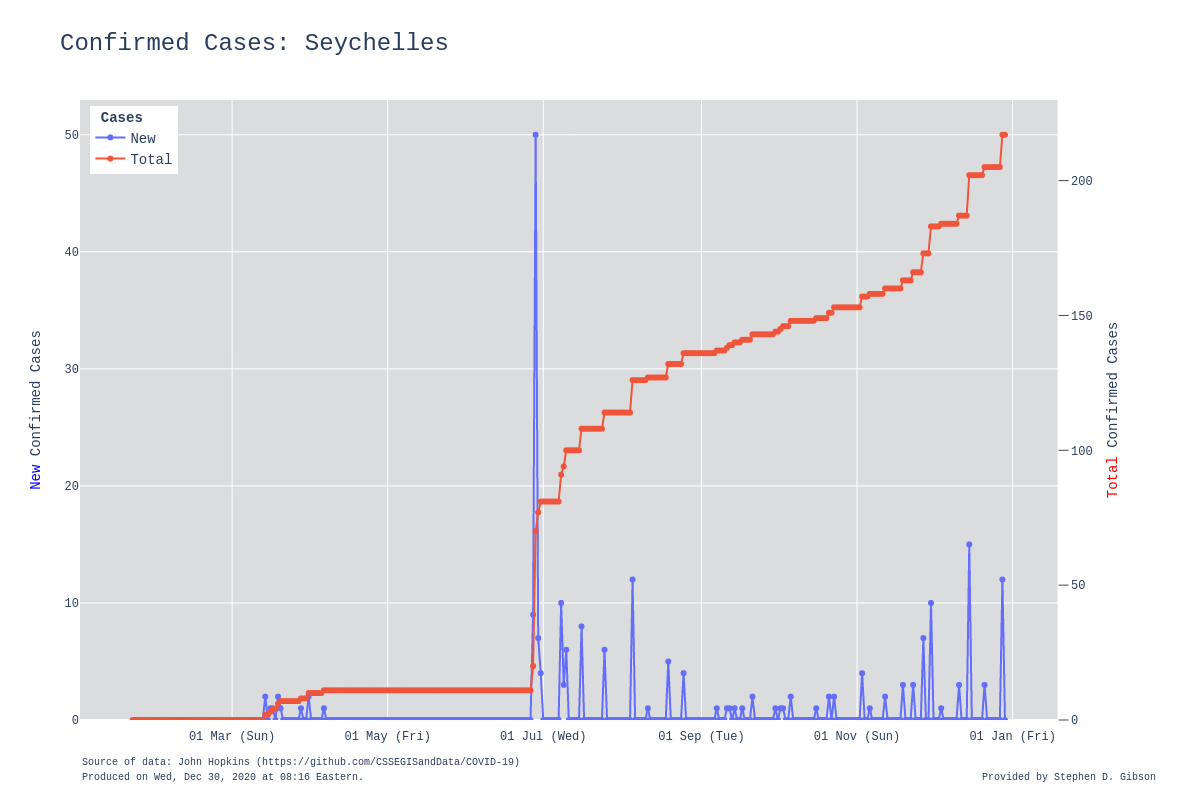 Confirmed Cases: Seychelles
Cases
New
Total
50
40
30
20
10
0
200
150
100
50
0
New Confirmed Cases
Total Confirmed Cases
01 Mar (Sun)
01 May (Fri)
01 Jul (Wed)
01 Sep (Tue)
01 Nov (Sun)
01 Jan (Fri)
Source of data: John Hopkins (https://github.com/CSSEGISandData/COVID-19)
Produced on Wed, Dec 30, 2020 at 08:16 Eastern.
Provided by Stephen D. Gibson